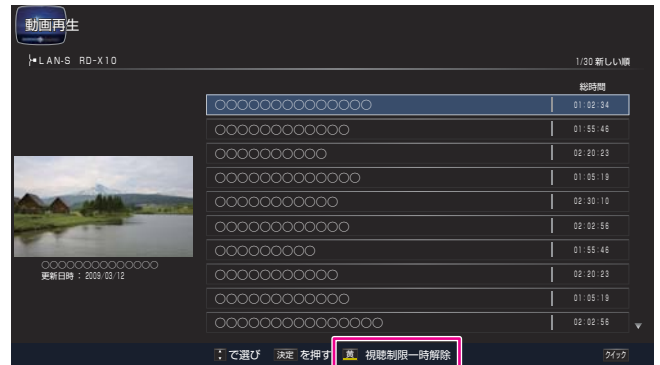 動画再生
LAN-S RD-X10 1/30 新しい順
総時間
○○○○○○○○○○○○○○ 01:02:34
○○○○○○○○○○○○ 01:55:46
○○○○○○○○○○ 02:20:23
○○○○○○○○○○○○○ 01:05:19
○○○○○○○○○○○ 02:30:10
○○○○○○○○○○○○ 02:02:56
○○○○○○○○○ 01:55:46
○○○○○○○○○○○ 02:20:23
○○○○○○○○○○○○ 01:05:19
○○○○○○○○○○○○○○○ 02:02:56
○○○○○○○○○○○○○○
更新日時 : 2009/03/12
で選び 決定 を押す 黄 視聴制限一時解除 クイック